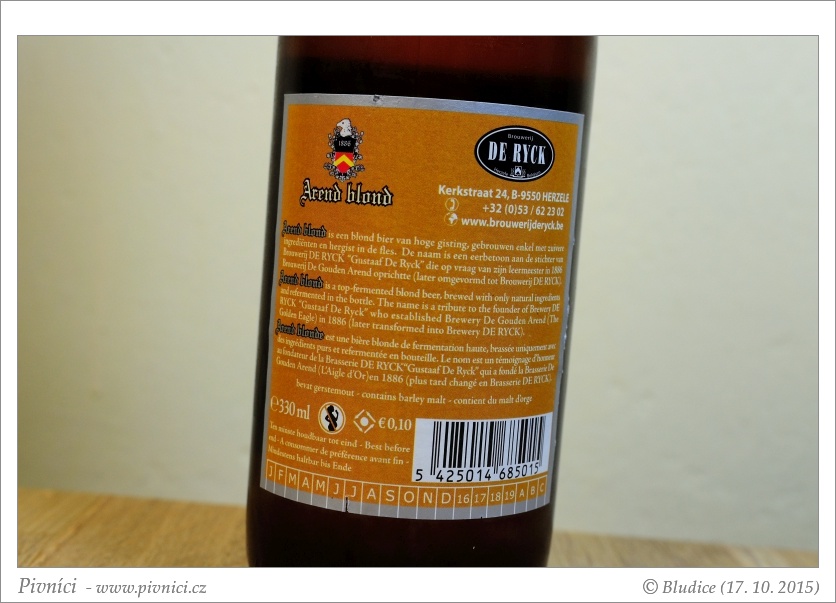 1886
Arend blond
Brouwerij
DE RYCK
Kerkstraat 24, B-9550 HERZELE
+32 (0)53 / 62 23 02
www.brouwerijderyck.be
Arend blond is een blond bier van hoge gisting, gebrouwen enkel met zuivere
ingrediënten en hergist in de fles. De naam is een eerbetoon aan de stichter van
Brouwerij DE RYCK "Gustaaf De Ryck" die op vraag van zijn leermeester in 1886
Brouwerij De Gouden Arend oprichtte (later omgevormd tot Brouwerij DE RYCK).
Arend blond is a top-fermented blond beer, brewed with only natural ingredients
and refermented in the bottle. The name is a tribute to the founder of Brewery DE
RYCK "Gustaaf De Ryck" who established Brewery De Gouden Arend (The
Golden Eagle) in 1886 (later transformed into Brewery DE RYCK).
Arend blonde est une bière blonde de fermentation haute, brassée uniquement avec
des ingrédients purs et refermentée en bouteille. Le nom est un témoignage d'honneur
au fondateur de la Brasserie DE RYCK"Gustaaf De Ryck" qui a fondé la Brasserie De
Gouden Arend (L'Aigle d'Or)en 1886 (plus tard changé en Brasserie DE RYCK).
bevat gerstemout - contains barley malt - contient du malt d'orge
℮330 ml
€ 0,10
Ten minste houdbaar tot eind - Best before
end - A consommer de préférence avant fin -
Mindestens haltbar bis Ende
5 425014 685015
J F M A M J J A S O N D 16 17 18 19 A B C
Pivníci - www.pivnici.cz
© Bludice (17. 10. 2015)